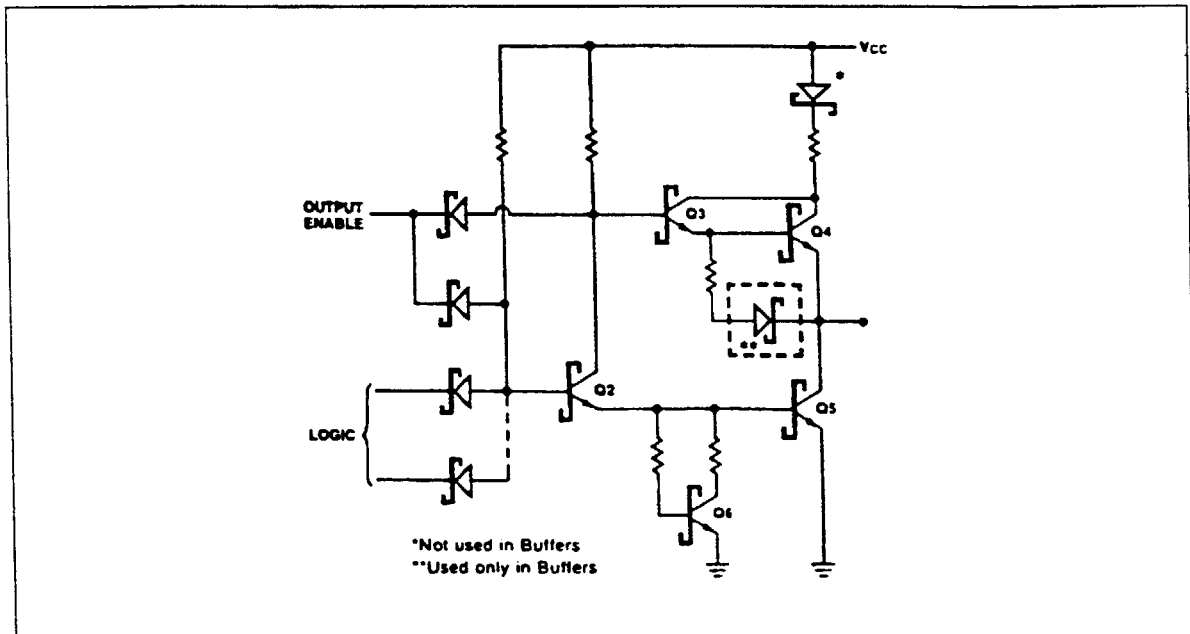 VCC
*
OUTPUT
ENABLE
Q3
Q4
**
Q2
Q5
LOGIC
Q6
*Not used in Buffers
**Used only in Buffers